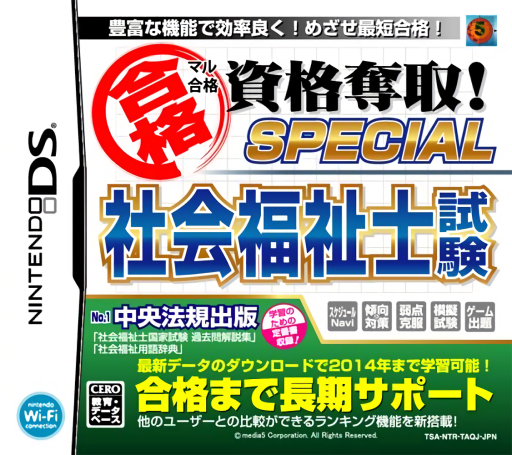 豊富な機能で効率良く!めざせ最短合格!
5
合格
マル
合格
資格奪取!
SPECIAL
社会福祉士
試験
NINTENDO DS
No.1 中央法規出版
「社会福祉士国家試験 過去問解説集」
「社会福祉用語辞典」
学習の
ための
定番書
収録!
スケジュール
Navi
傾向
対策
弱点
克服
模擬
試験
ゲーム
出題
最新データのダウンロードで2014年まで学習可能!
合格まで長期サポート
他のユーザーとの比較ができるランキング機能を新搭載!
CERO
教育・データ
ベース
nintendo
Wi-Fi
connection
©media5 Corporation. All Rights Reserved.
TSA-NTR-TAQJ-JPN